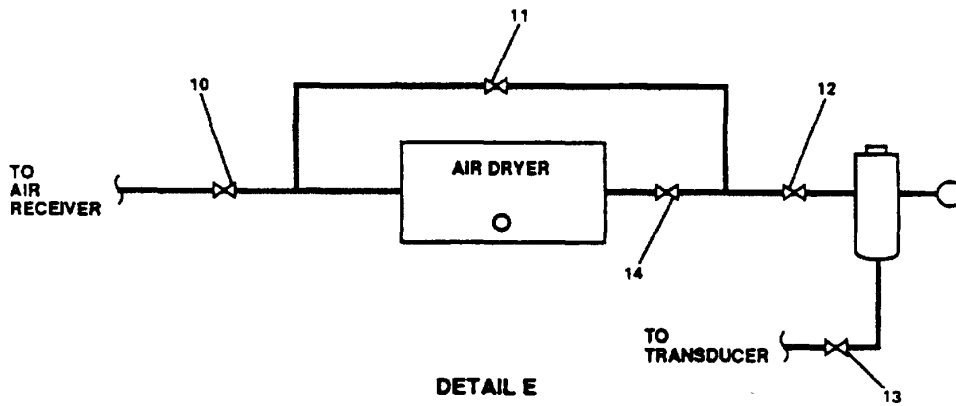 11
10
12
TO
AIR
RECEIVER
AIR DRYER
14
TO
TRANSDUCER
13
DETAIL E